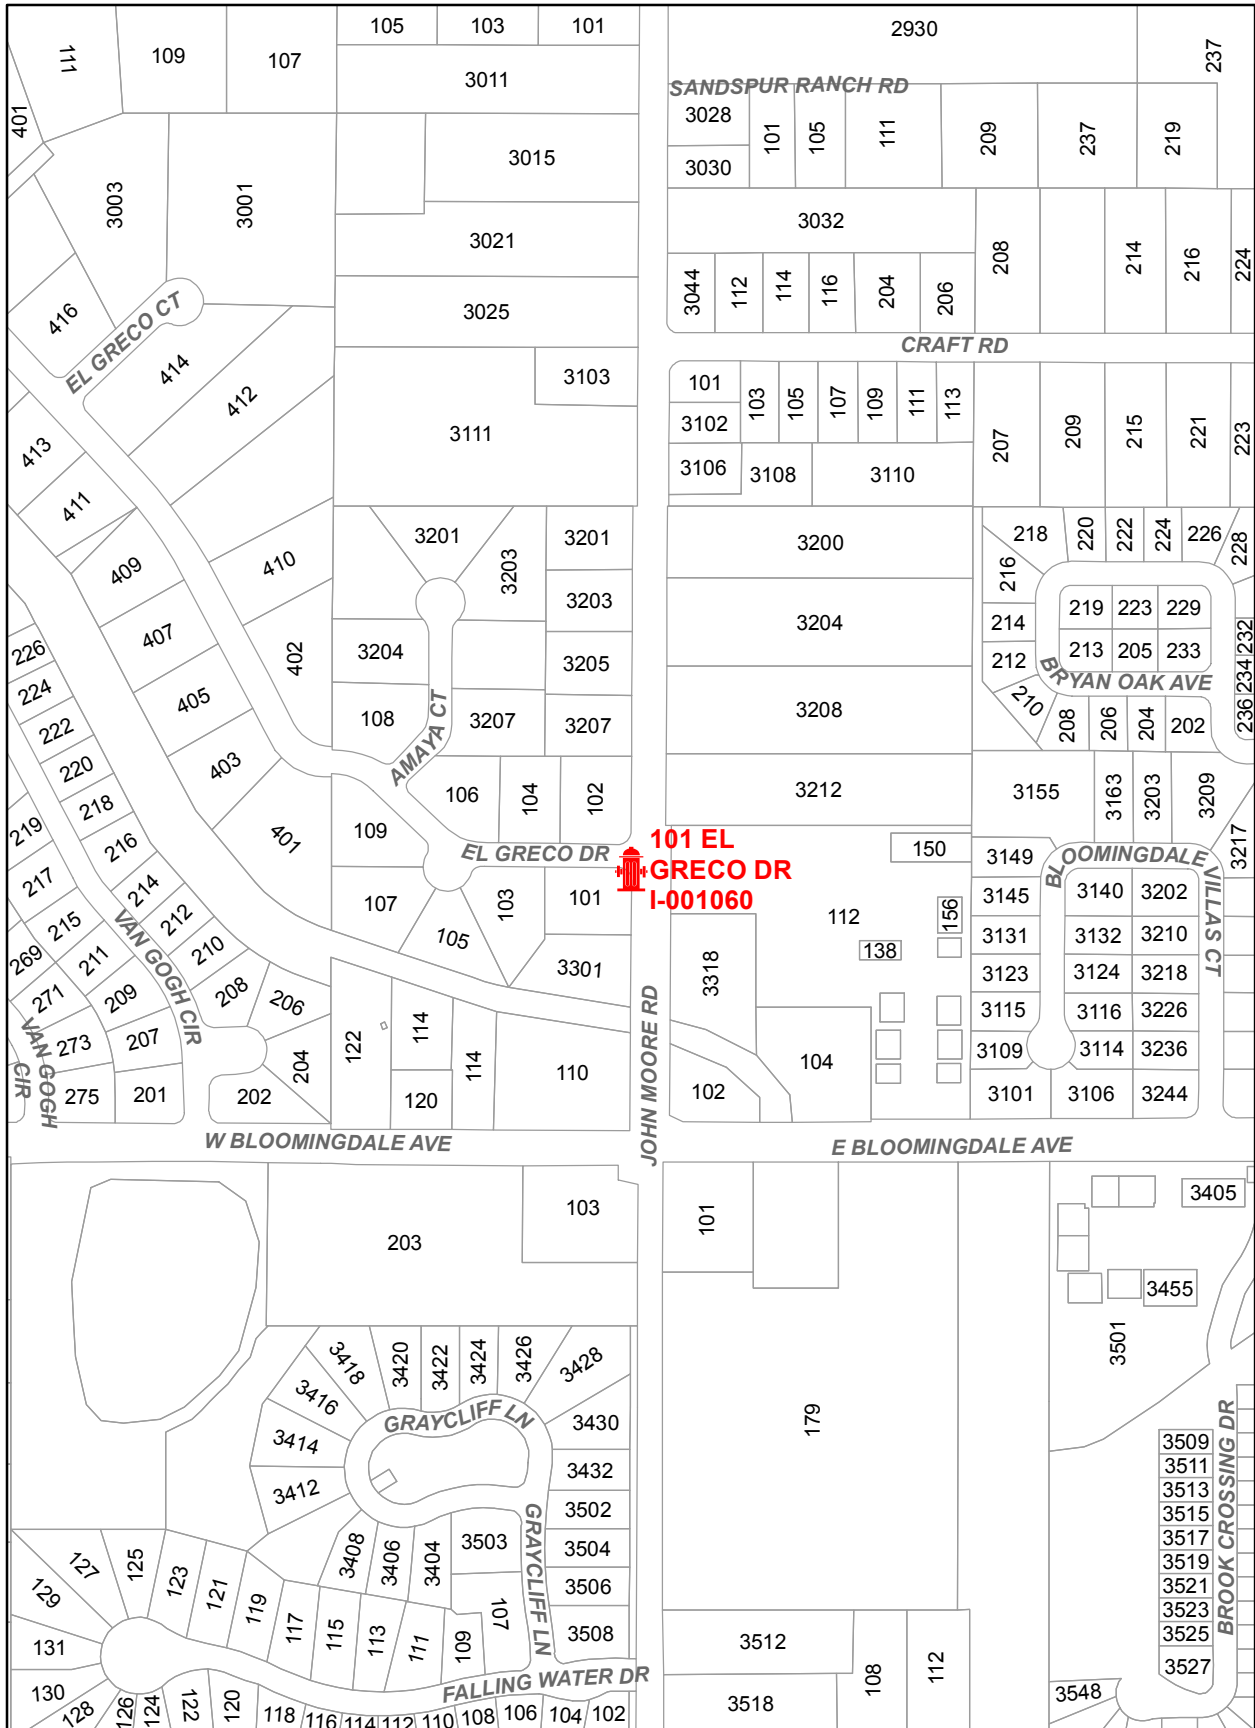 105 103 101 2930
111 109 107 3011 237
SANDSPUR RANCH RD
401 3028 101 105 111 209 237 219
3015 3030
3003 3001 3032
3021 208 214 216 224
416 3025 3044 112 114 116 204 206
EL GRECO CT
CRAFT RD
414 412 3103 101 103 105 107 109 111 113
3102
413 3111 207 209 215 221 223
3106 3108 3110
411
3201 3201 3200 218 220 222 224 226 228
409 410 3203 216
3203 219 223 229
407 402 3204 3204 214 232
3205 212 213 205 233
226 234
224 405 BRYAN OAK AVE
108 3207 3207 3208 210 208 206 204 202 236
222 AMAYA CT
220 403 3212 3155 3163 3203 3209
218 106 104 102
219 216 401 109 3217
EL GRECO DR
101 EL
GRECO DR
I-001060
150 3149 BLOOMINGDALE VILLAS CT
217 214 107 103 101 3145 3140 3202
215 212 112 156
VAN GOGH CIR
269 211 210 105 138 3131 3132 3210
3301 3318 3123 3124 3218
271 209 208 206
JOHN MOORE RD
3115 3116 3226
VAN GOGH
CIR
273 207 204 122 114 114 110 104 3109 3114 3236
275 201 202 120 102 3101 3106 3244
W BLOOMINGDALE AVE
E BLOOMINGDALE AVE
103 101 3405
203
3455
3501
3418 3420 3422 3424 3426 3428
3416
GRAYCLIFF LN
3414 3430 179
3412 3432 3509
BROOK CROSSING DR
3511
3502 3513
GRAYCLIFF LN
3515
3408 3406 3404 3503 3504 3517
127 125 123 3519
129 121 119 3506 3521
117 115 113 111 109 107 3523
131 3508 3512 3525
108 112 3527
FALLING WATER DR
130 3518 3548
128 126 124 122 120 118 116 114 112 110 108 106 104 102